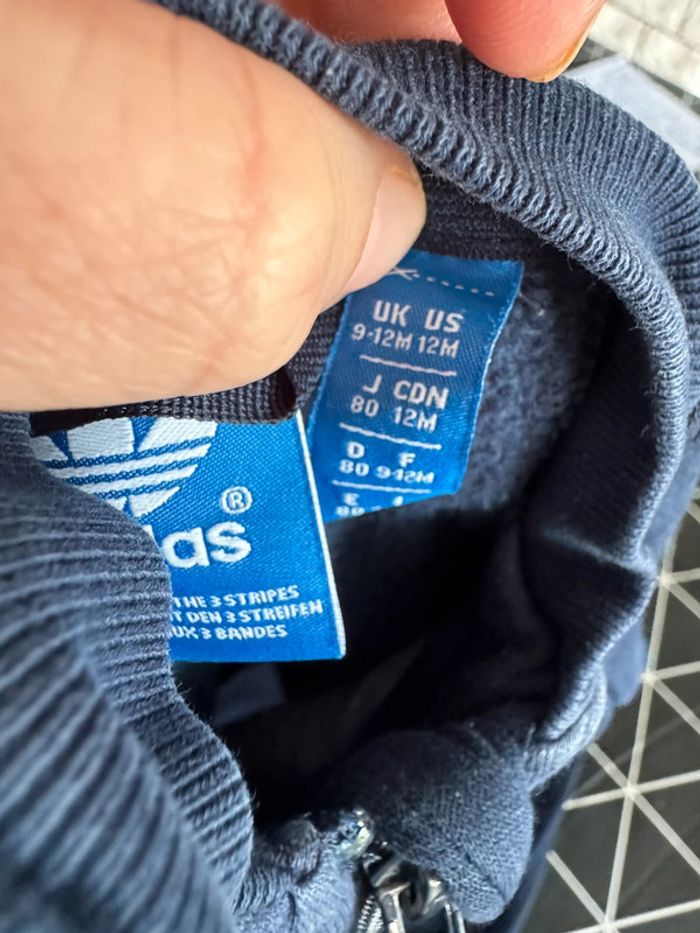 UK US
9-12M 12M
J CDN
80 12M
D F
80 9-12M
E
®
das
THE 3 STRIPES
T DEN 3 STREIFEN
UX 3 BANDES